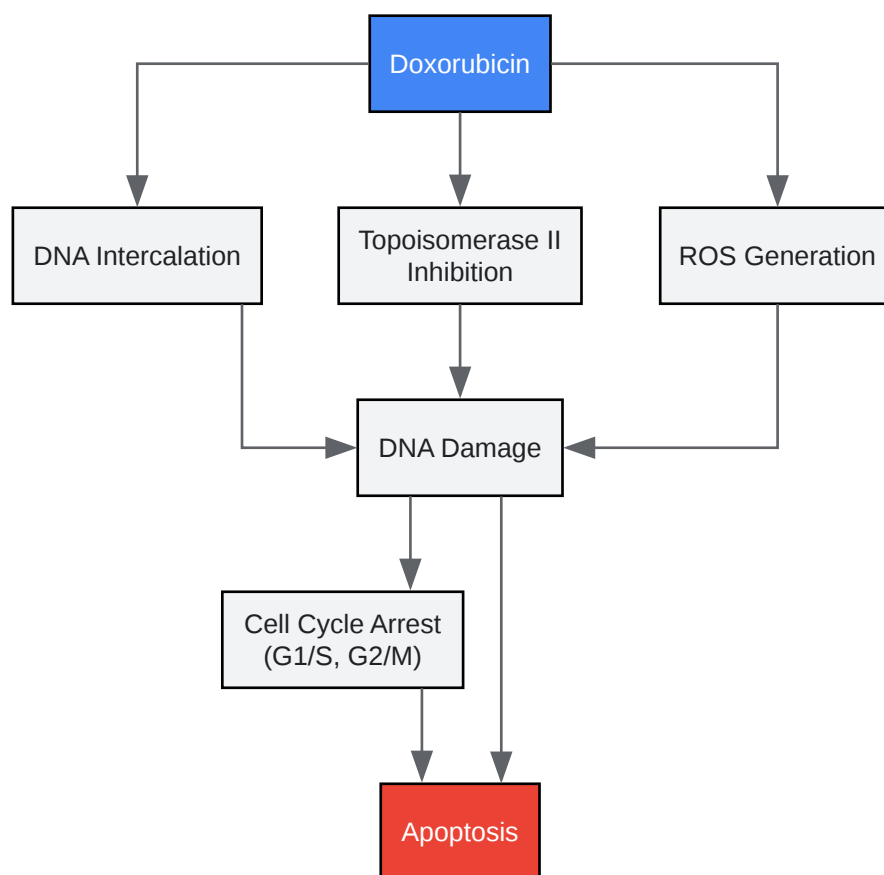 Doxorubicin
DNA Intercalation
Topoisomerase II
Inhibition
ROS Generation
DNA Damage
Cell Cycle Arrest
(G1/S, G2/M)
Apoptosis